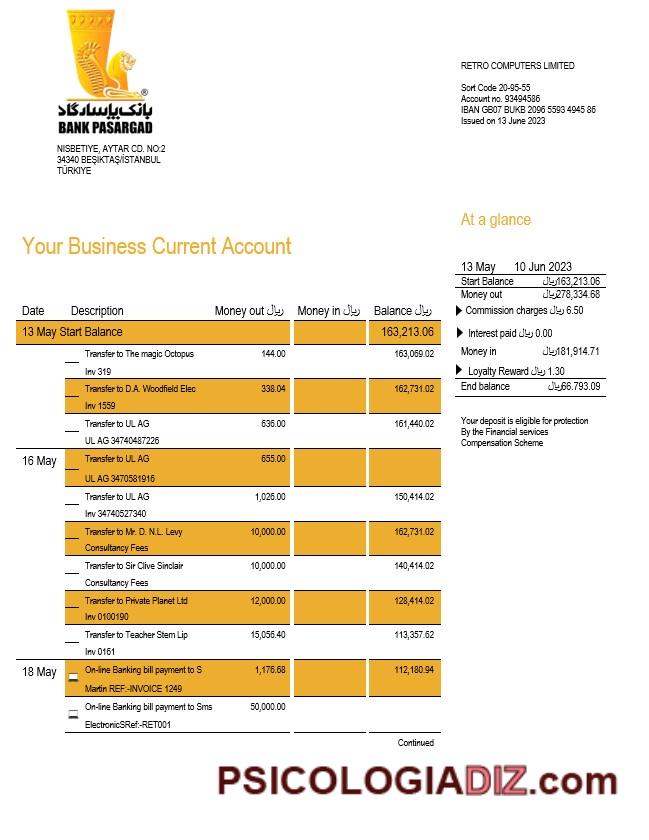 RETRO COMPUTERS LIMITED
Sort Code 20-95-55
Account no. 93494586
IBAN GB07 BUKB 2096 5593 4945 86
Issued on 13 June 2023
®
بانک پاسارگاد
BANK PASARGAD
NISBETIYE, AYTAR CD. NO:2
34340 BEŞIKTAŞ/ISTANBUL
TÜRKIYE
At a glance
Your Business Current Account
13 May 10 Jun 2023
Start Balance ریال163,213.06
Money out ریال278,334.68
Commission charges ریال 6.50
Interest paid ریال 0.00
Money in ریال181,914.71
Loyalty Reward ریال 1.30
End balance ریال66.793.09
Your deposit is eligible for protection
By the Financial services
Compensation Scheme
Date Description Money out ریال Money in ریال Balance ریال
13 May Start Balance 163,213.06
Transfer to The magic Octopus 144.00 163,069.02
Inv 319
Transfer to D.A. Woodfield Elec 338.04 162,731.02
Inv 1559
Transfer to UL AG 636.00 161,440.02
UL AG 34740487226
16 May Transfer to UL AG 655.00
UL AG 3470581916
Transfer to UL AG 1,026.00 150,414.02
Inv 34740527340
Transfer to Mr. D. N.L. Levy 10,000.00 162,731.02
Consultancy Fees
Transfer to Sir Clive Sinclair 10,000.00 140,414.02
Consultancy Fees
Transfer to Private Planet Ltd 12,000.00 128,414.02
Inv 0100190
Transfer to Teacher Stem Lip 15,056.40 113,357.62
Inv 0161
18 May On-line Banking bill payment to S 1,176.68 112,180.94
Martin REF:-INVOICE 1249
On-line Banking bill payment to Sms 50,000.00
ElectronicSRef:-RET001
Continued
PSICOLOGIADIZ.com